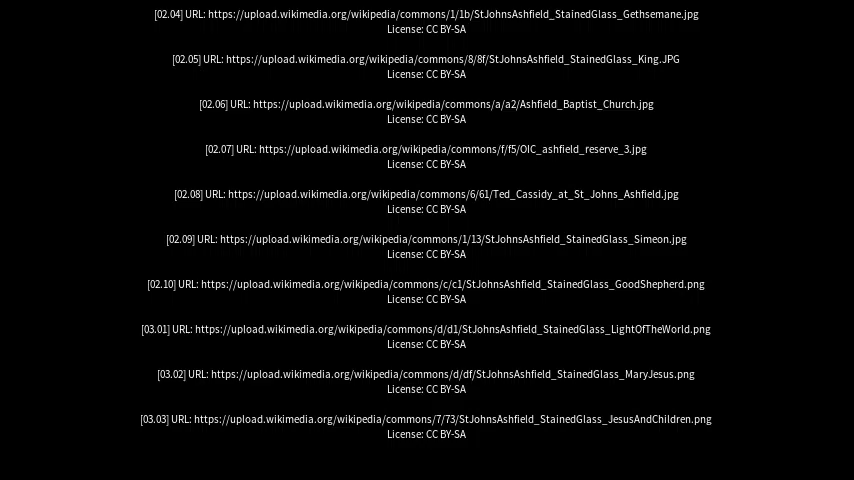 [02.04] URL: https://upload.wikimedia.org/wikipedia/commons/1/1b/StJohnsAshfield_StainedGlass_Gethsemane.jpg
License: CC BY-SA
[02.05] URL: https://upload.wikimedia.org/wikipedia/commons/8/8f/StJohnsAshfield_StainedGlass_King.JPG
License: CC BY-SA
[02.06] URL: https://upload.wikimedia.org/wikipedia/commons/a/a2/Ashfield_Baptist_Church.jpg
License: CC BY-SA
[02.07] URL: https://upload.wikimedia.org/wikipedia/commons/f/f5/OIC_ashfield_reserve_3.jpg
License: CC BY-SA
[02.08] URL: https://upload.wikimedia.org/wikipedia/commons/6/61/Ted_Cassidy_at_St_Johns_Ashfield.jpg
License: CC BY-SA
[02.09] URL: https://upload.wikimedia.org/wikipedia/commons/1/13/StJohnsAshfield_StainedGlass_Simeon.jpg
License: CC BY-SA
[02.10] URL: https://upload.wikimedia.org/wikipedia/commons/c/c1/StJohnsAshfield_StainedGlass_GoodShepherd.png
License: CC BY-SA
[03.01] URL: https://upload.wikimedia.org/wikipedia/commons/d/d1/StJohnsAshfield_StainedGlass_LightOfTheWorld.png
License: CC BY-SA
[03.02] URL: https://upload.wikimedia.org/wikipedia/commons/d/df/StJohnsAshfield_StainedGlass_MaryJesus.png
License: CC BY-SA
[03.03] URL: https://upload.wikimedia.org/wikipedia/commons/7/73/StJohnsAshfield_StainedGlass_JesusAndChildren.png
License: CC BY-SA